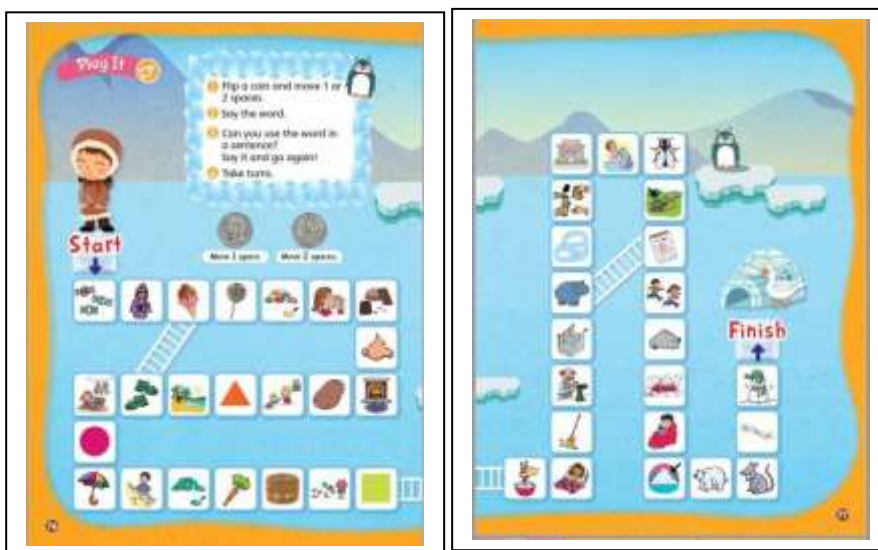 Play It
Flip a coin and move 1 or
2 spaces.
Say the word.
Can you use the word in
a sentence?
Say it and go again!
Take turns.
Start
Move 1 space.
Move 2 spaces.
Finish